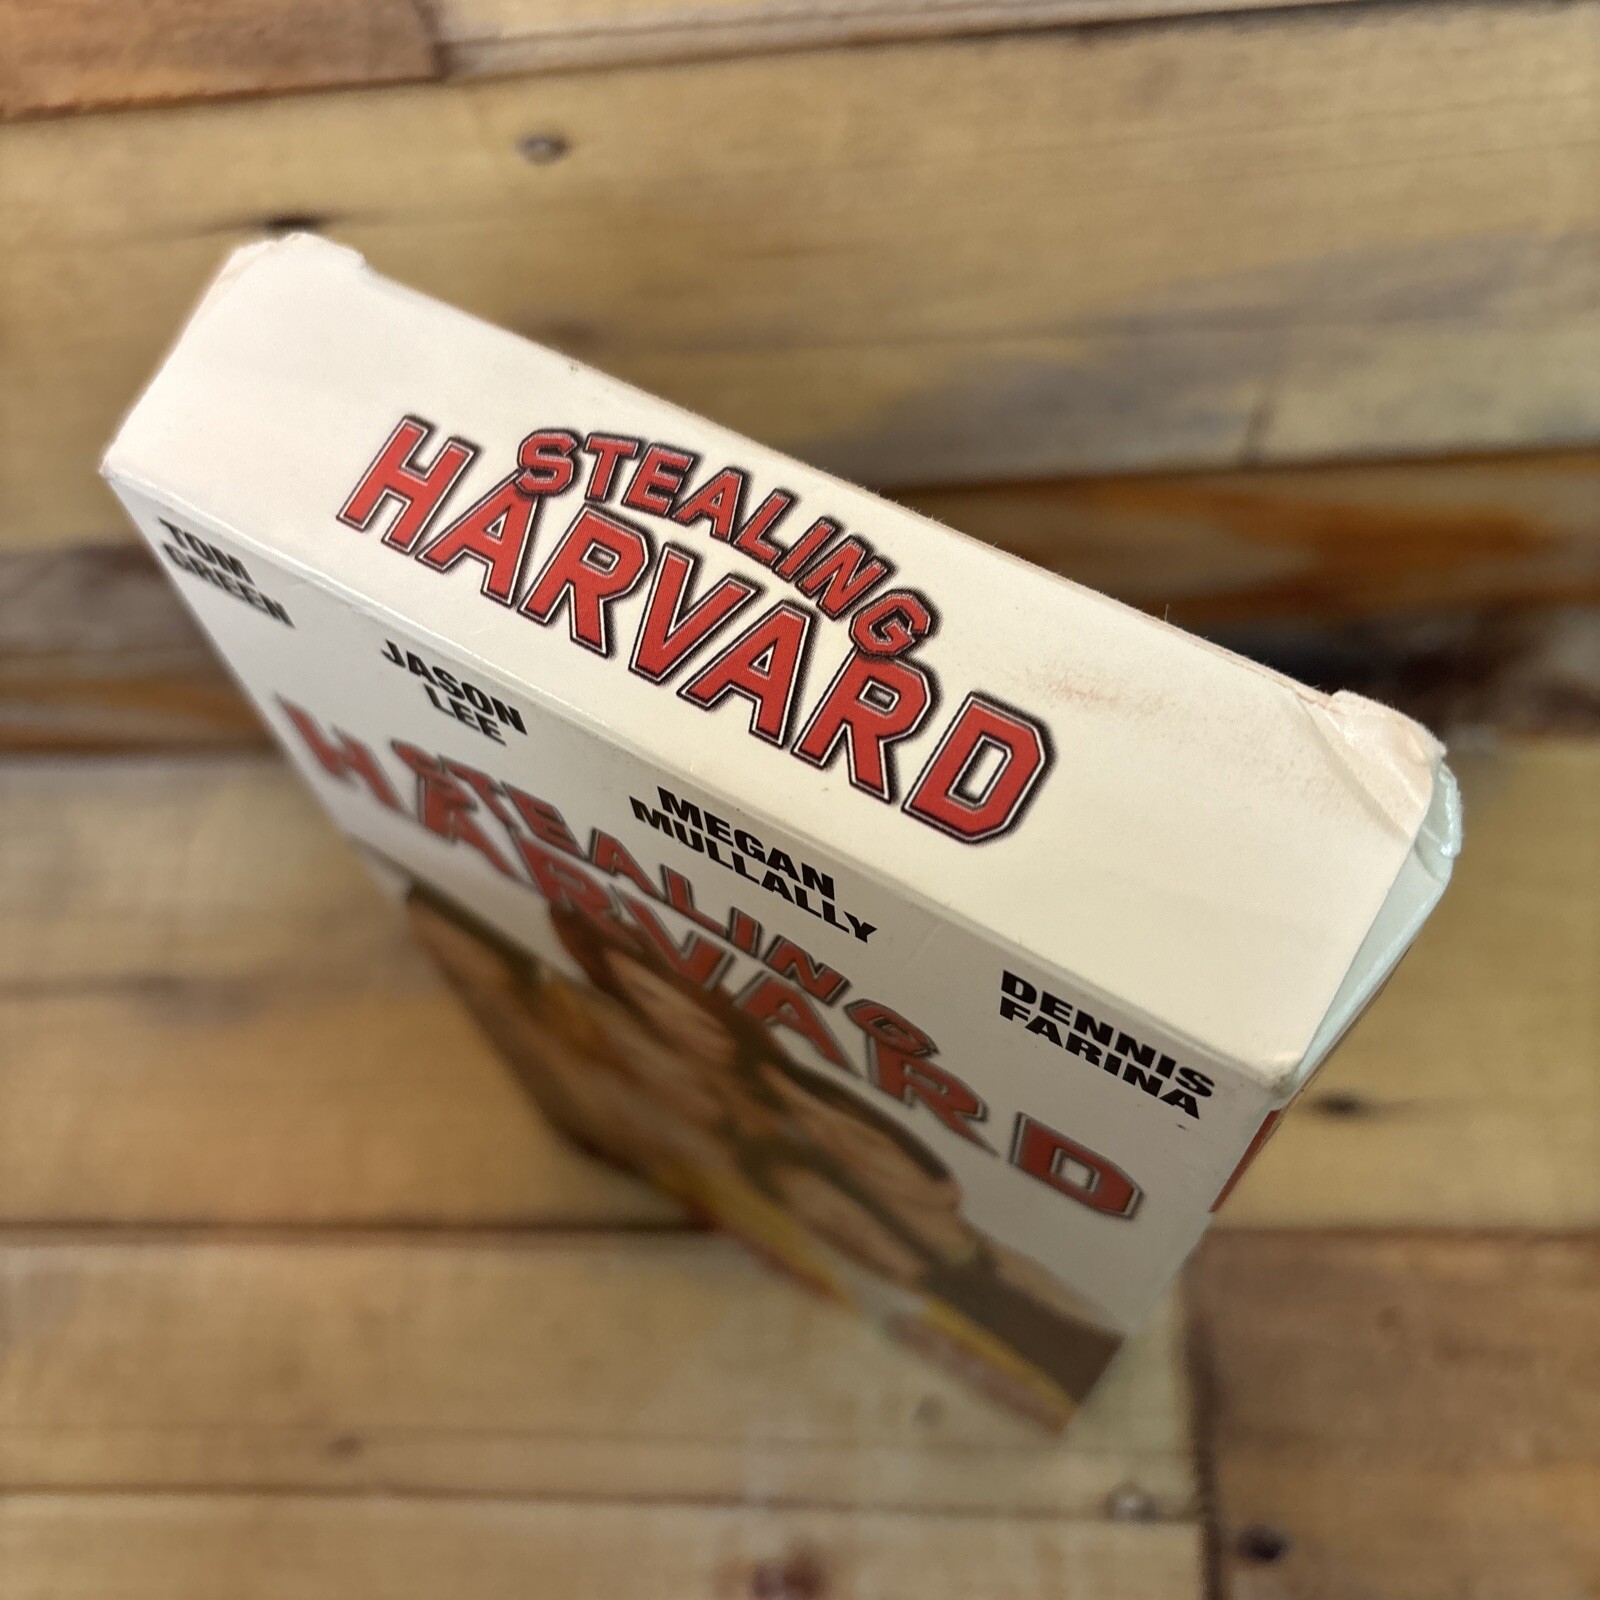 STEALING
HARVARD
TOM
GREEN
JASON
LEE
MEGAN
MULLALLY
DENNIS
FARINA
STEALING
HARVARD